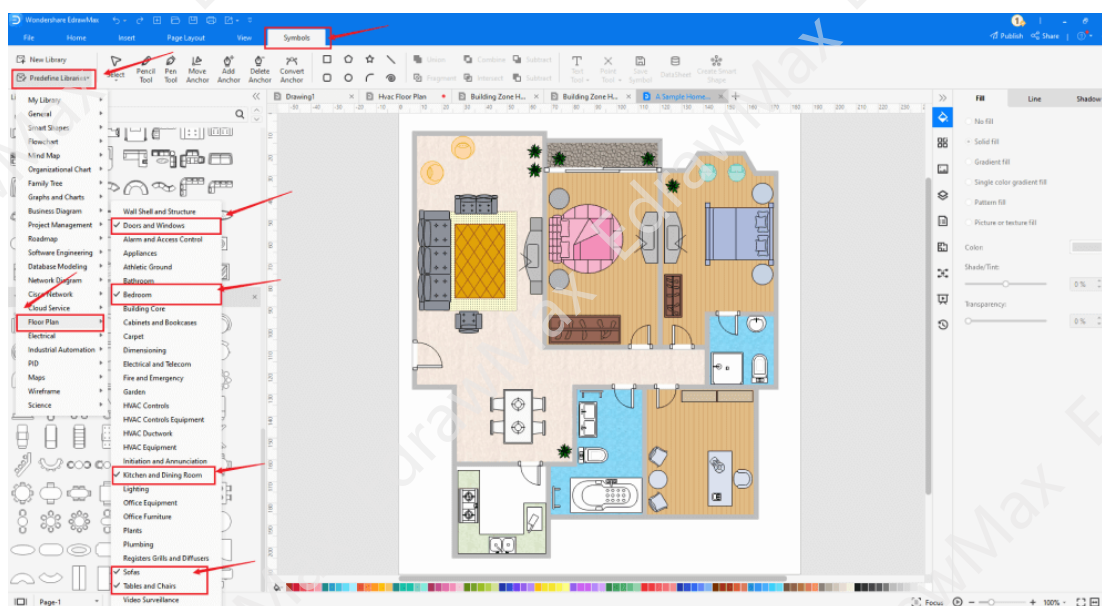 Wondershare EdrawMax
File Home Insert Page Layout View Symbols
Publish Share
New Library
Predefine Libraries
Select
Pencil Tool
Pen Tool
Move Anchor
Add Anchor
Delete Anchor
Convert Anchor
Union Combine Subtract
Fragment Intersect Subtract
Text Tool
Point Tool
Save Symbol
DataSheet
Create Smart Shape
Drawing1
Hvac Floor Plan
Building Zone H...
Building Zone H...
A Sample Home...
My Library
General
Smart Shapes
Flowchart
Mind Map
Organizational Chart
Family Tree
Graphs and Charts
Business Diagram
Project Management
Roadmap
Software Engineering
Database Modeling
Network Diagram
Cisco Network
Cloud Service
Floor Plan
Electrical
Industrial Automation
PID
Maps
Wireframe
Science
Wall Shell and Structure
Doors and Windows
Alarm and Access Control
Appliances
Athletic Ground
Bathroom
Bedroom
Building Core
Cabinets and Bookcases
Carpet
Dimensioning
Electrical and Telecom
Fire and Emergency
Garden
HVAC Controls
HVAC Controls Equipment
HVAC Ductwork
HVAC Equipment
Initiation and Annunciation
Kitchen and Dining Room
Lighting
Office Equipment
Office Furniture
Plants
Plumbing
Registers Grills and Diffusers
Sofas
Tables and Chairs
Video Surveillance
Fill Line Shadow
No fill
Solid fill
Gradient fill
Single color gradient fill
Pattern fill
Picture or texture fill
Color:
Shade/Tint:
0 %
Transparency:
0 %
Page-1
Focus
100%
EdrawMax